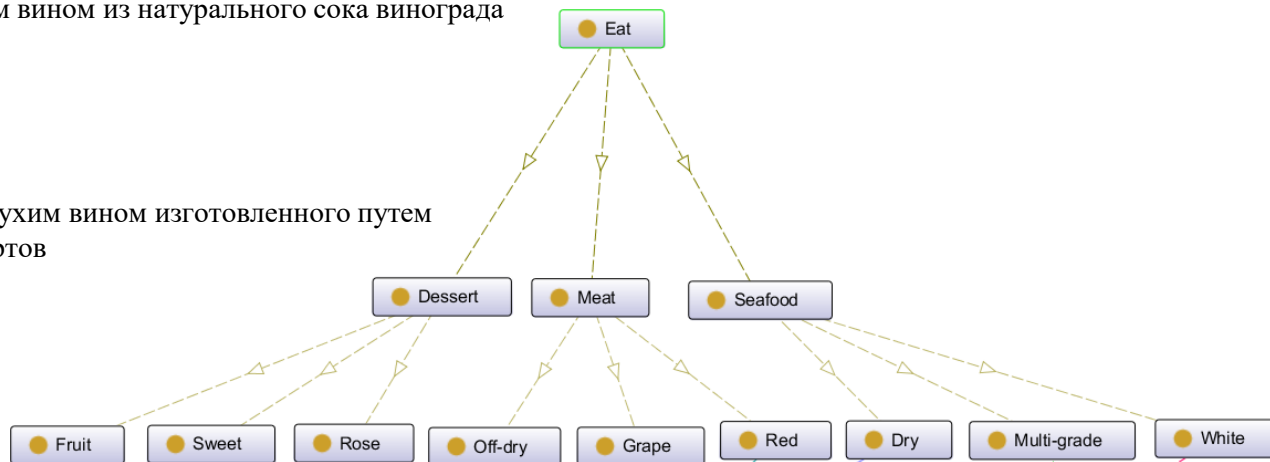 м вином из натурального сока винограда
Eat
ухим вином изготовленного путем
ртов
Dessert
Meat
Seafood
Fruit
Sweet
Rose
Off-dry
Grape
Red
Dry
Multi-grade
White